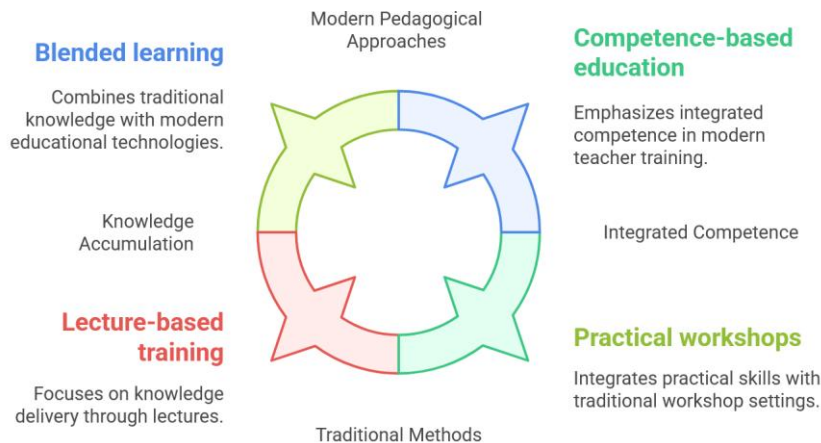 Modern Pedagogical
Approaches
Blended learning
Combines traditional
knowledge with modern
educational technologies.
Competence-based
education
Emphasizes integrated
competence in modern
teacher training.
Knowledge
Accumulation
Integrated Competence
Lecture-based
training
Focuses on knowledge
delivery through lectures.
Practical workshops
Integrates practical skills with
traditional workshop settings.
Traditional Methods